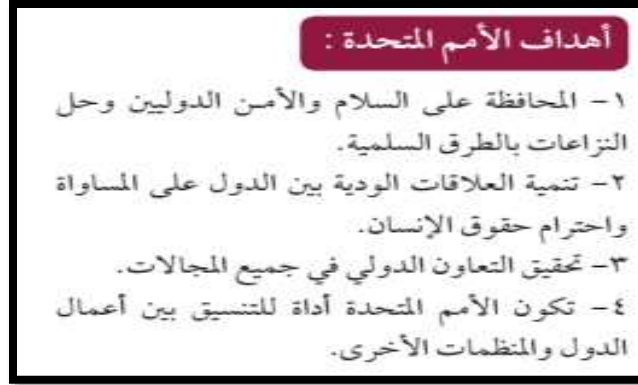 أهداف الأمم المتحدة :
١- المحافظة على السلام والأمن الدوليين وحل
النزاعات بالطرق السلمية.
٢- تنمية العلاقات الودية بين الدول على المساواة
واحترام حقوق الإنسان.
٣- تحقيق التعاون الدولي في جميع المجالات.
٤- تكون الأمم المتحدة أداة للتنسيق بين أعمال
الدول والمنظمات الأخرى.